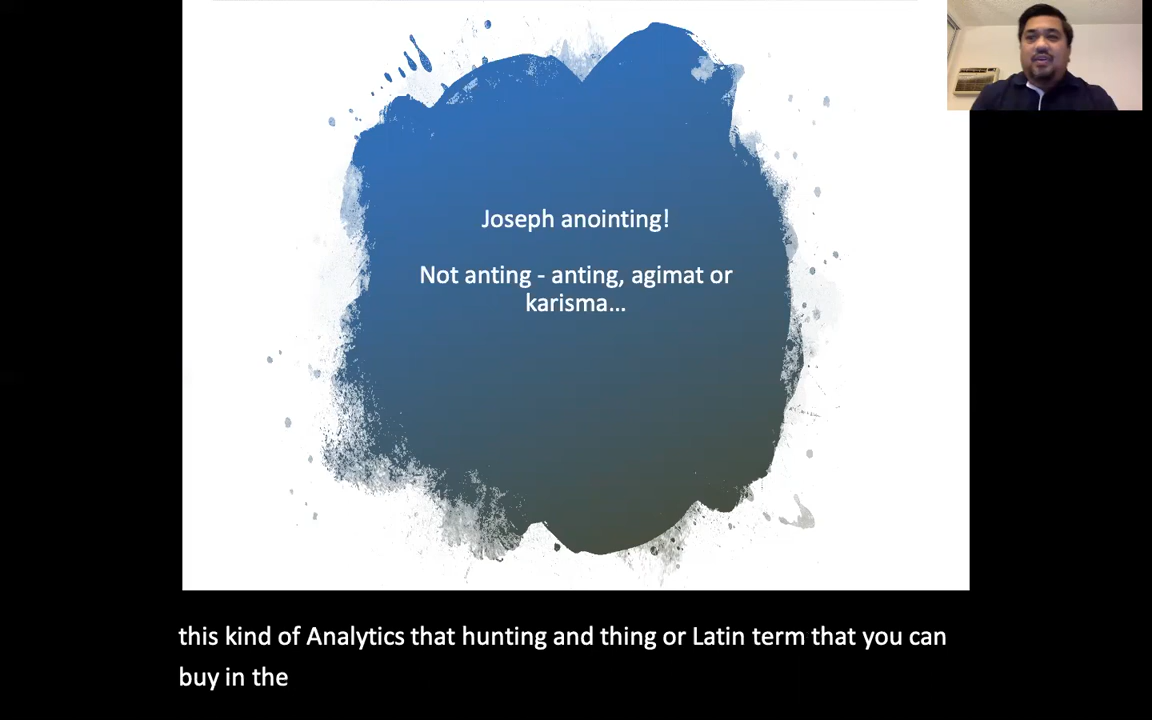 Joseph anointing!
Not anting - anting, agimat or
karisma...
this kind of Analytics that hunting and thing or Latin term that you can
buy in the